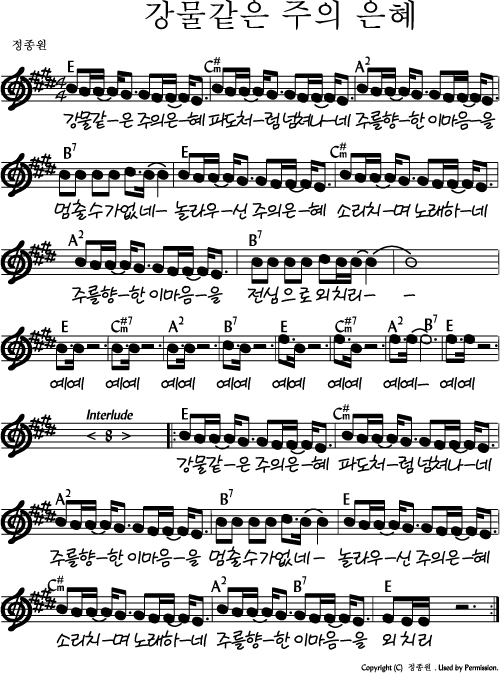 강물같은 주의 은혜
정종원
E C#m A2
강물같-은 주의은-혜 파도처-럼 넘쳐나-네 주를향-한 이마음-을
B7 E C#m
멈출수가없네- 놀라우-신 주의은-혜 소리치-며 노래하-네
A2 B7
주를향-한 이마음-을 전심으로 외치리- -
E C#m7 A2 B7 E C#m7 A2 B7 E
예예 예예 예예 예예 예예 예예 예예- 예예
Interlude E C#m
< 8 >
강물같-은 주의은-혜 파도처-럼 넘쳐나-네
A2 B7 E
주를향-한 이마음-을 멈출수가없네- 놀라우-신 주의은-혜
C#m A2 B7 E
소리치-며 노래하-네 주를향-한 이마음-을 외치리
Copyright (C) 정종원 . Used by Permission.